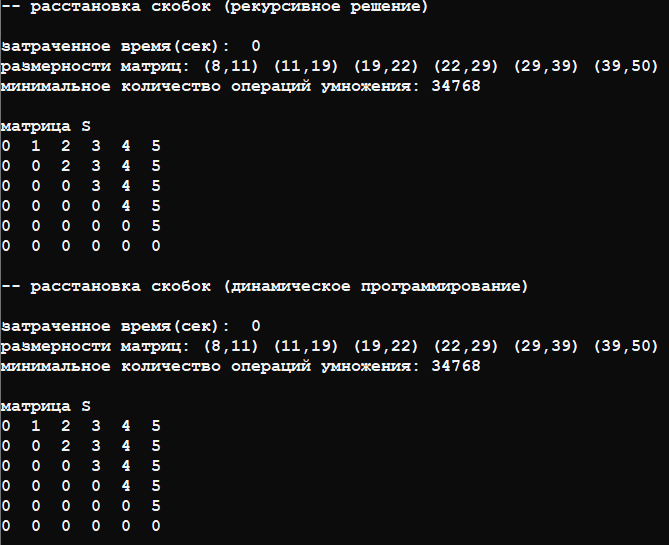 -- расстановка скобок (рекурсивное решение)
затраченное время(сек):  0
размерности матриц: (8,11) (11,19) (19,22) (22,29) (29,39) (39,50)
минимальное количество операций умножения: 34768
матрица S
0  1  2  3  4  5
0  0  2  3  4  5
0  0  0  3  4  5
0  0  0  0  4  5
0  0  0  0  0  5
0  0  0  0  0  0
-- расстановка скобок (динамическое программирование)
затраченное время(сек):  0
размерности матриц: (8,11) (11,19) (19,22) (22,29) (29,39) (39,50)
минимальное количество операций умножения: 34768
матрица S
0  1  2  3  4  5
0  0  2  3  4  5
0  0  0  3  4  5
0  0  0  0  4  5
0  0  0  0  0  5
0  0  0  0  0  0